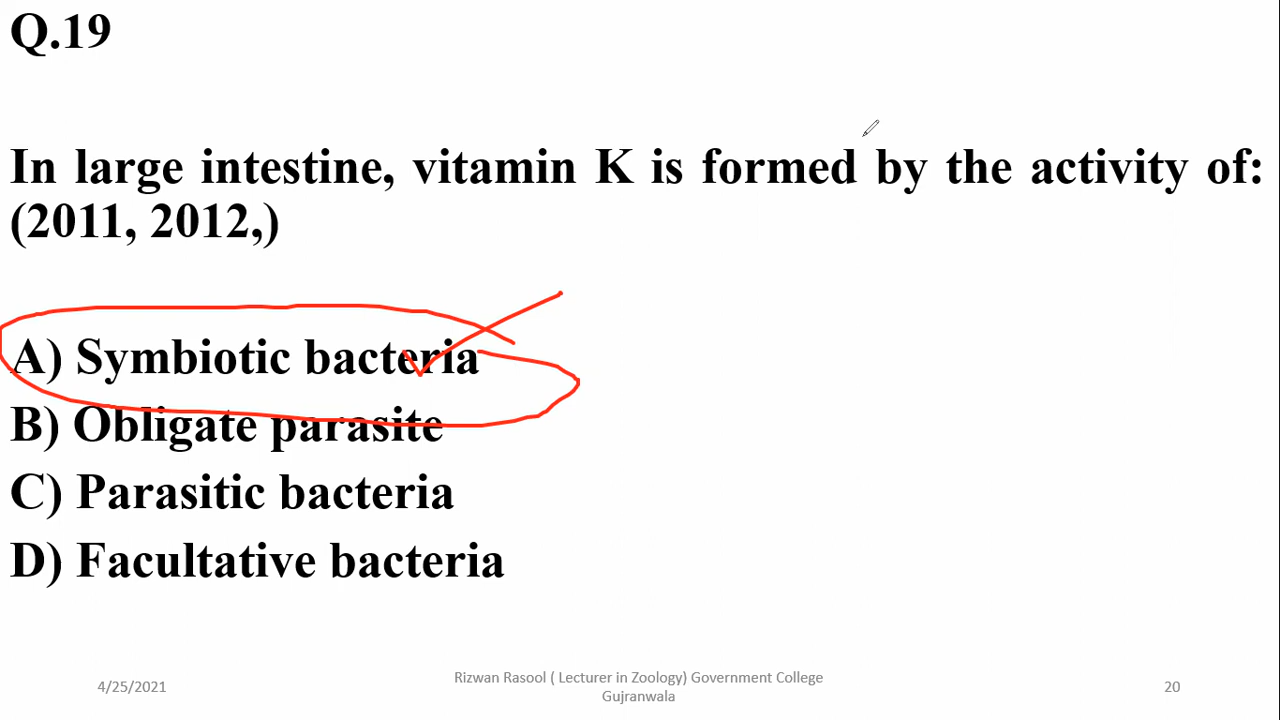 Q.19
In large intestine, vitamin K is formed by the activity of:
(2011, 2012,)
A) Symbiotic bacteria
B) Obligate parasite
C) Parasitic bacteria
D) Facultative bacteria
4/25/2021
Rizwan Rasool ( Lecturer in Zoology) Government College
Gujranwala
20